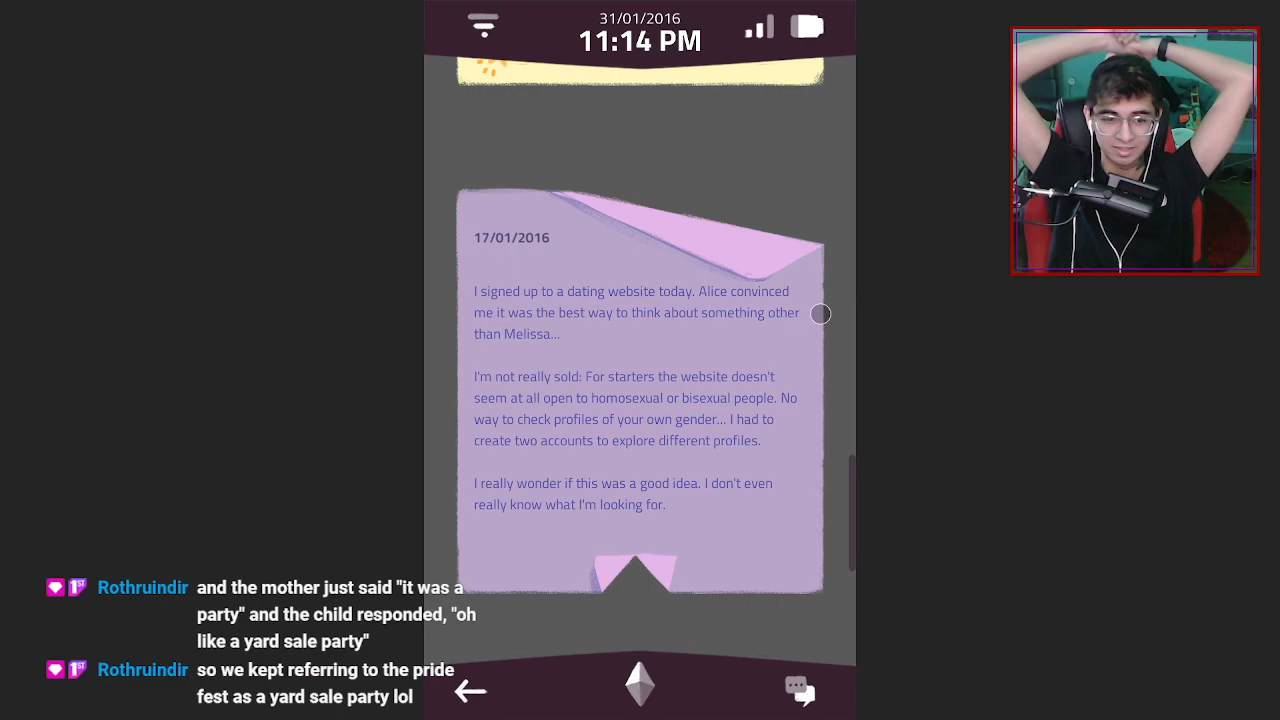 31/01/2016
11:14 PM
17/01/2016
I signed up to a dating website today. Alice convinced
me it was the best way to think about something other
than Melissa...
I'm not really sold: For starters the website doesn't
seem at all open to homosexual or bisexual people. No
way to check profiles of your own gender... I had to
create two accounts to explore different profiles.
I really wonder if this was a good idea. I don't even
really know what I'm looking for.
1ST Rothruindir and the mother just said "it was a
party" and the child responded, "oh
like a yard sale party"
1ST Rothruindir so we kept referring to the pride
fest as a yard sale party lol